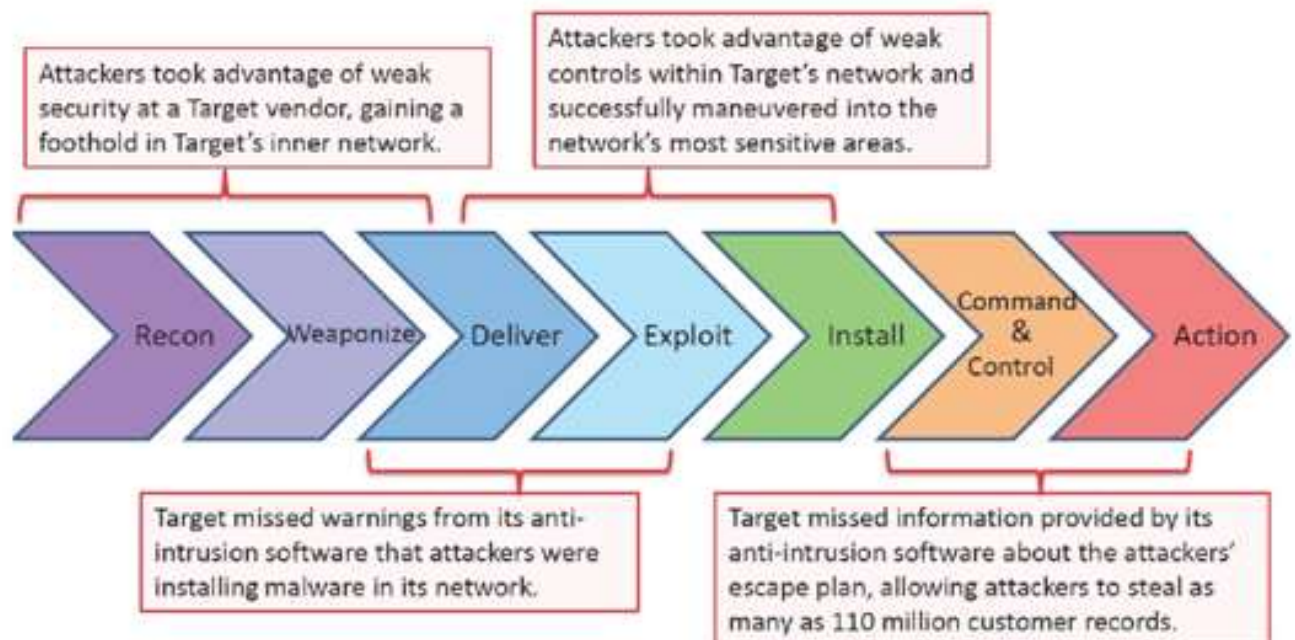 Attackers took advantage of weak
security at a Target vendor, gaining a
foothold in Target's inner network.
Attackers took advantage of weak
controls within Target's network and
successfully maneuvered into the
network's most sensitive areas.
Recon
Weaponize
Deliver
Exploit
Install
Command
&
Control
Action
Target missed warnings from its anti-
intrusion software that attackers were
installing malware in its network.
Target missed information provided by its
anti-intrusion software about the attackers'
escape plan, allowing attackers to steal as
many as 110 million customer records.